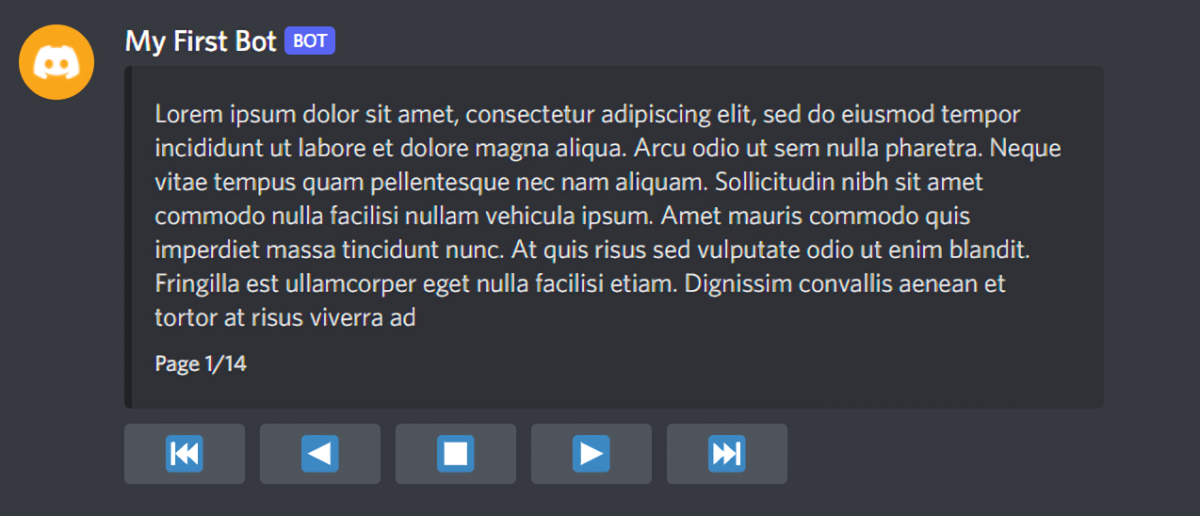 My First Bot BOT
Lorem ipsum dolor sit amet, consectetur adipiscing elit, sed do eiusmod tempor
incididunt ut labore et dolore magna aliqua. Arcu odio ut sem nulla pharetra. Neque
vitae tempus quam pellentesque nec nam aliquam. Sollicitudin nibh sit amet
commodo nulla facilisi nullam vehicula ipsum. Amet mauris commodo quis
imperdiet massa tincidunt nunc. At quis risus sed vulputate odio ut enim blandit.
Fringilla est ullamcorper eget nulla facilisi etiam. Dignissim convallis aenean et
tortor at risus viverra ad
Page 1/14